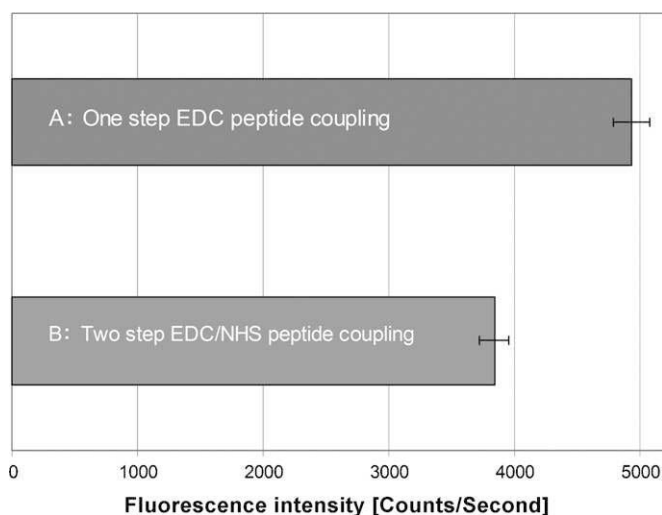 A: One step EDC peptide coupling
B: Two step EDC/NHS peptide coupling
0 1000 2000 3000 4000 5000
Fluorescence intensity [Counts/Second]